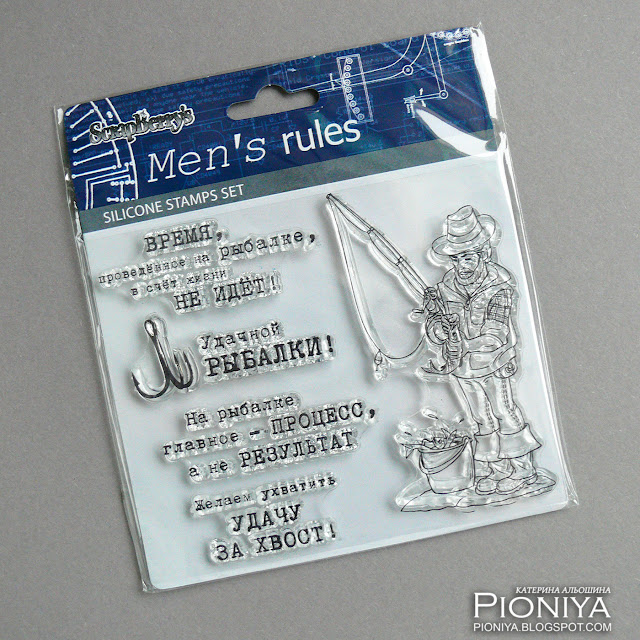 ScrapBerry's
Men's rules
SILICONE STAMPS SET
ВРЕМЯ,
проведённое на рыбалке,
в счёт жизни
НЕ ИДЁТ!
Удачной
РЫБАЛКИ!
На рыбалке
главное - ПРОЦЕСС,
а не РЕЗУЛЬТАТ
Желаем ухватить
УДАЧУ
ЗА ХВОСТ!
КАТЕРИНА АЛЬОШИНА
PIONIYA
PIONIYA.BLOGSPOT.COM